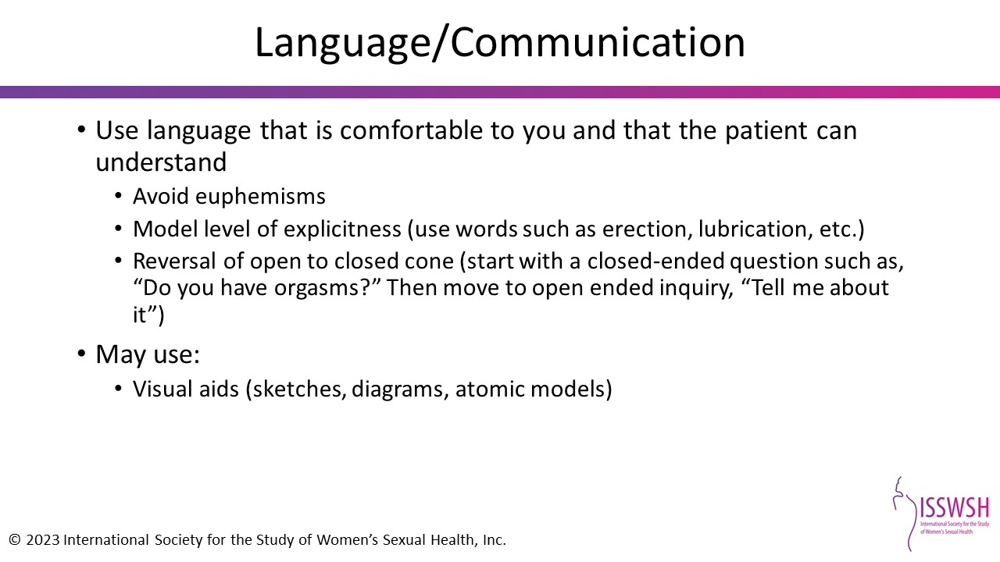 Language/Communication
• Use language that is comfortable to you and that the patient can
understand
• Avoid euphemisms
• Model level of explicitness (use words such as erection, lubrication, etc.)
• Reversal of open to closed cone (start with a closed-ended question such as,
“Do you have orgasms?” Then move to open ended inquiry, “Tell me about
it”)
• May use:
• Visual aids (sketches, diagrams, atomic models)
ISSWSH
International Society for the Study
of Women's Sexual Health
© 2023 International Society for the Study of Women’s Sexual Health, Inc.